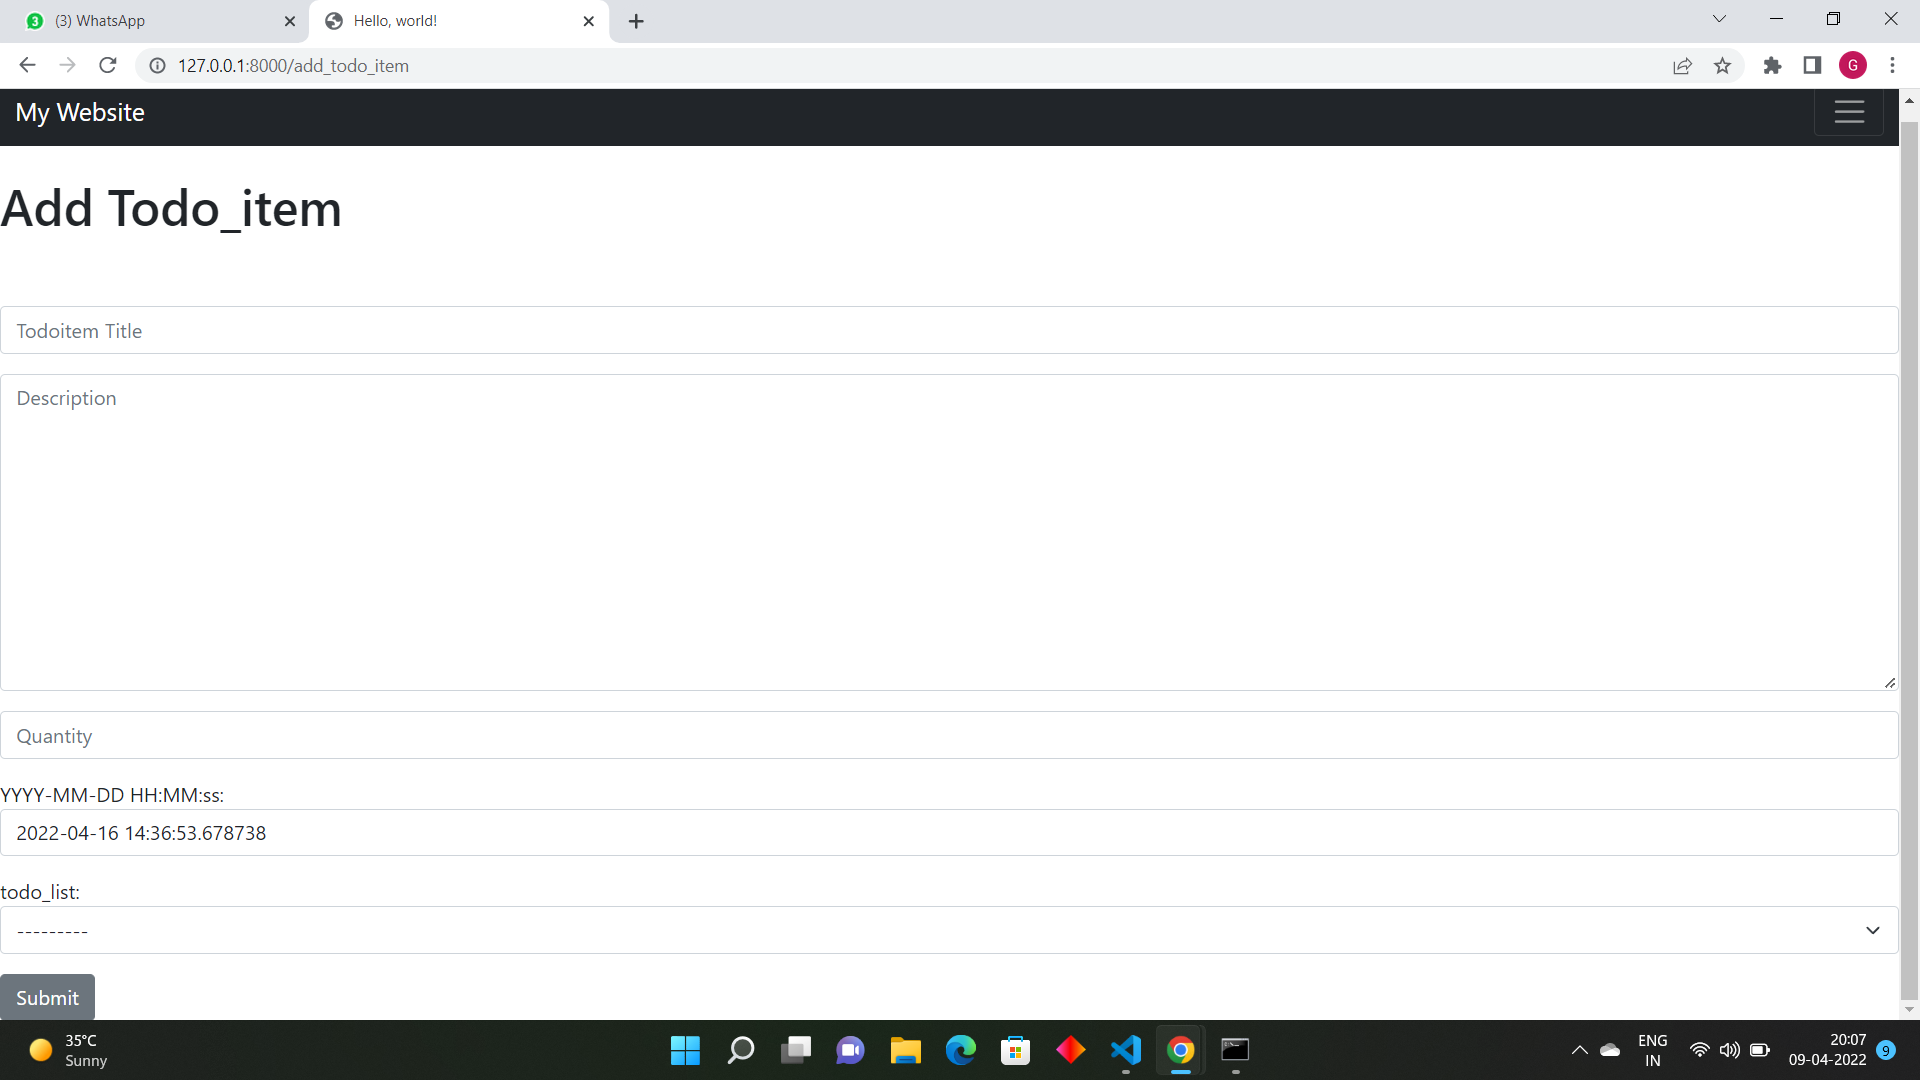 (3) WhatsApp
Hello, world!
127.0.0.1:8000/add_todo_item
G
My Website
Add Todo_item
Todoitem Title
Description
Quantity
YYYY-MM-DD HH:MM:ss:
2022-04-16 14:36:53.678738
todo_list:
---------
Submit
35°C
Sunny
ENG
IN
20:07
09-04-2022
9